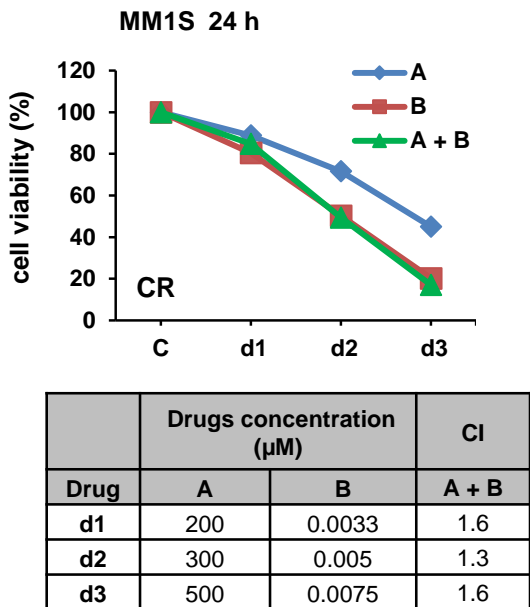 MM1S 24 h
120
100
80
60
40
20
0
cell viability (%)
A
B
A + B
CR
C d1 d2 d3
Drugs concentration (µM) CI
Drug A B A + B
d1 200 0.0033 1.6
d2 300 0.005 1.3
d3 500 0.0075 1.6